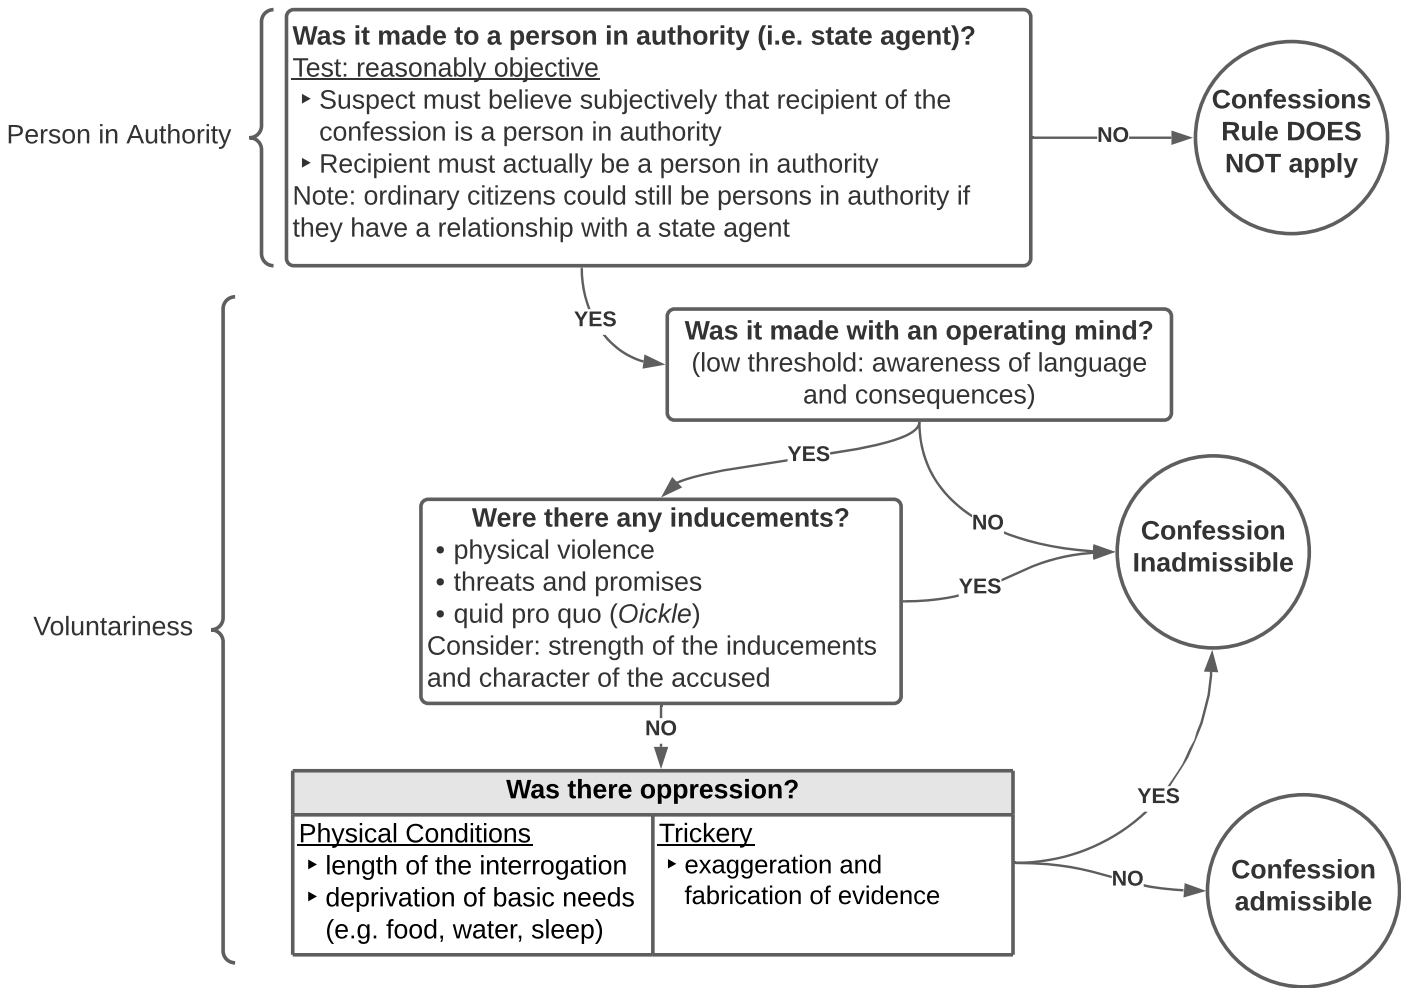 Person in Authority
Was it made to a person in authority (i.e. state agent)?
Test: reasonably objective
‣ Suspect must believe subjectively that recipient of the
confession is a person in authority
‣ Recipient must actually be a person in authority
Note: ordinary citizens could still be persons in authority if
they have a relationship with a state agent
NO
Confessions
Rule DOES
NOT apply
YES
Voluntariness
Was it made with an operating mind?
(low threshold: awareness of language
and consequences)
YES
NO
Were there any inducements?
• physical violence
• threats and promises
• quid pro quo (Oickle)
Consider: strength of the inducements
and character of the accused
YES
Confession
Inadmissible
NO
Was there oppression?
Physical Conditions
‣ length of the interrogation
‣ deprivation of basic needs
(e.g. food, water, sleep)
Trickery
‣ exaggeration and
fabrication of evidence
YES
NO
Confession
admissible